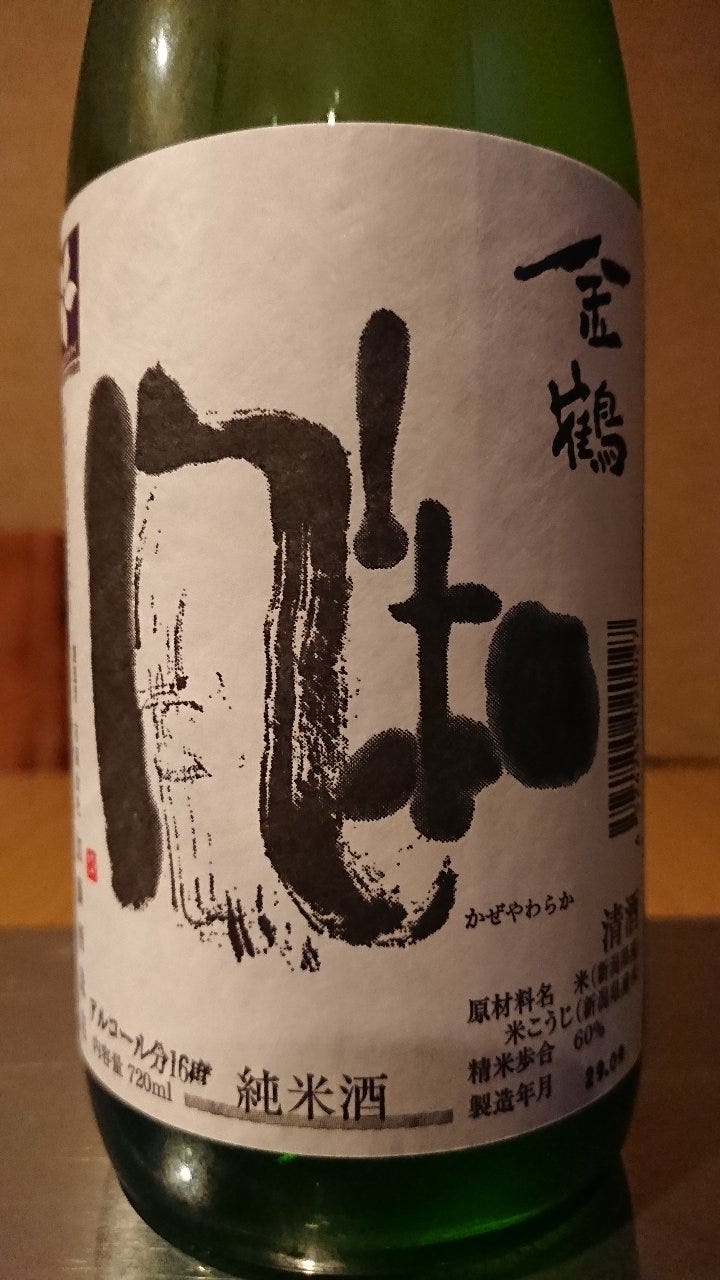 金鶴
風和
かぜやわらか
清酒
原材料名 米(新潟県
米こうじ(新潟県産米
精米歩合 60%
製造年月 29.0
純米酒
アルコール分16度
内容量 720ml